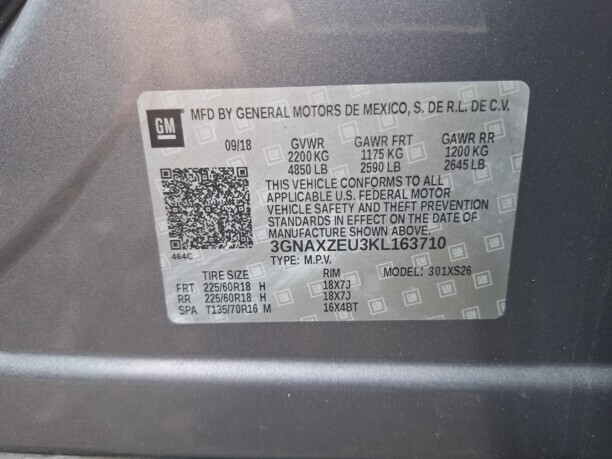 MFD BY GENERAL MOTORS DE MEXICO, S. DE R.L. DE C.V.
GM
09/18 GVWR GAWR FRT GAWR RR
2200 KG 1175 KG 1200 KG
4850 LB 2590 LB 2645 LB
THIS VEHICLE CONFORMS TO ALL
APPLICABLE U.S. FEDERAL MOTOR
VEHICLE SAFETY AND THEFT PREVENTION
STANDARDS IN EFFECT ON THE DATE OF
MANUFACTURE SHOWN ABOVE.
3GNAXZEU3KL163710
464C
TYPE: M.P.V. MODEL: 301XS26
TIRE SIZE RIM
FRT 225/60R18 H 18X7J
RR 225/60R18 H 18X7J
SPA T135/70R16 M 16X4BT